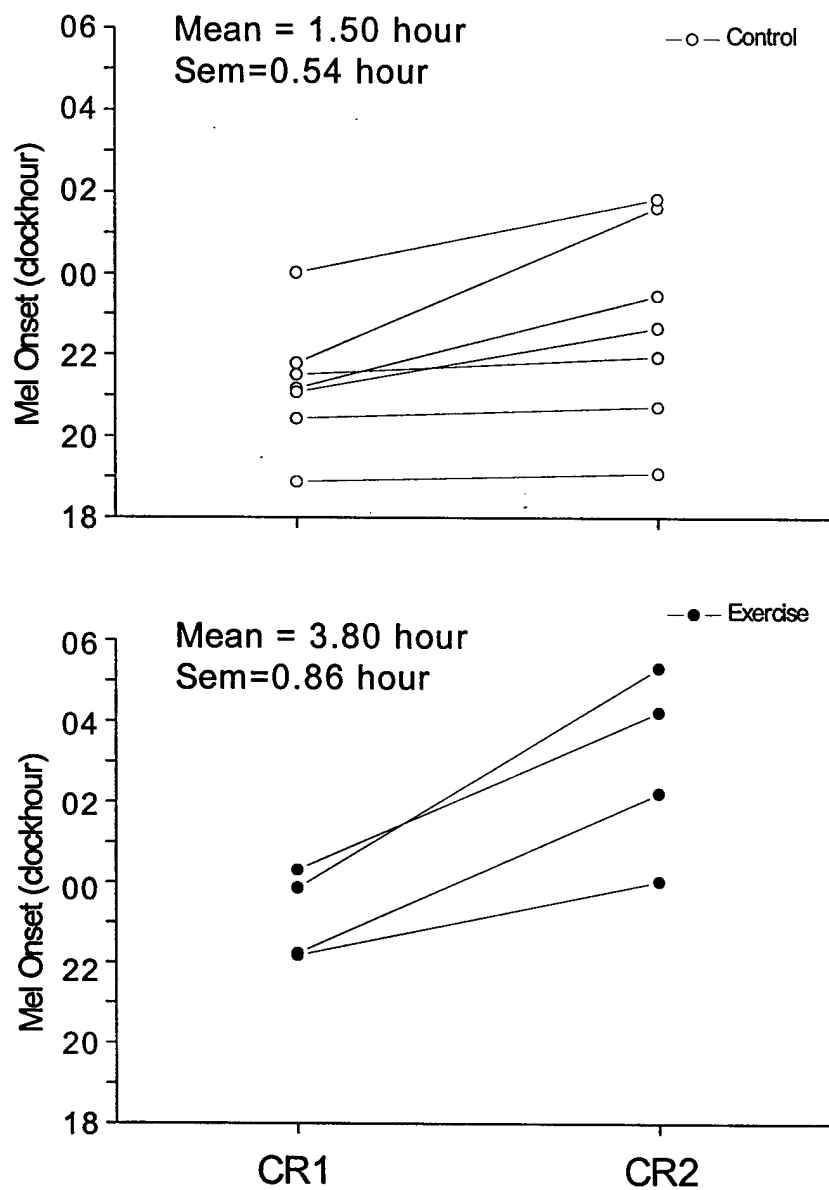 Mean = 1.50 hour
Sem=0.54 hour
Control
06
04
02
00
22
20
18
Mel Onset (clockhour)
Mean = 3.80 hour
Sem=0.86 hour
Exercise
06
04
02
00
22
20
18
Mel Onset (clockhour)
CR1 CR2